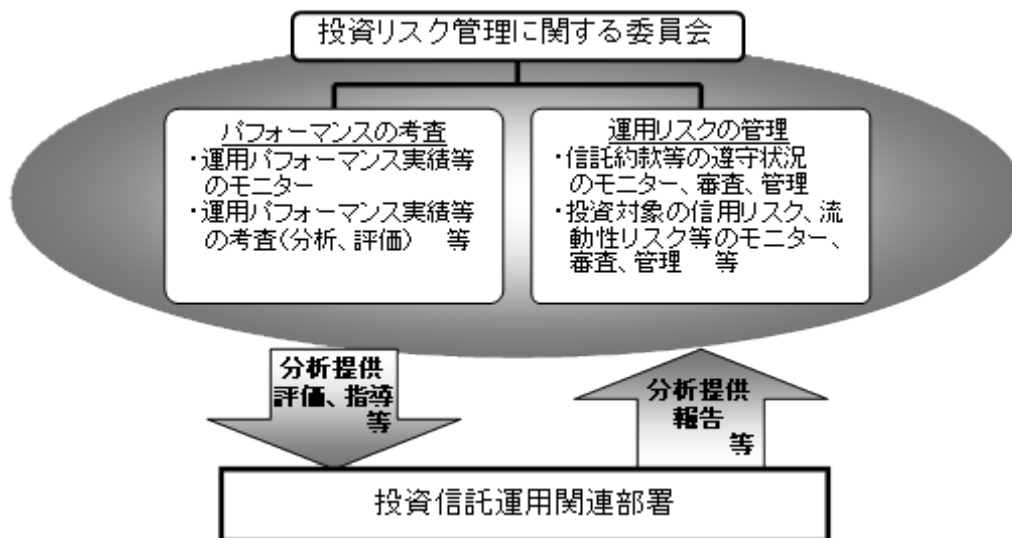 投資リスク管理に関する委員会
パフォーマンスの考査
・運用パフォーマンス実績等
のモニター
・運用パフォーマンス実績等
の考査(分析、評価)　等
運用リスクの管理
・信託約款等の遵守状況
のモニター、審査、管理
・投資対象の信用リスク、流
動性リスク等のモニター、
審査、管理　等
分析提供
評価、指導
等
分析提供
報告
等
投資信託運用関連部署